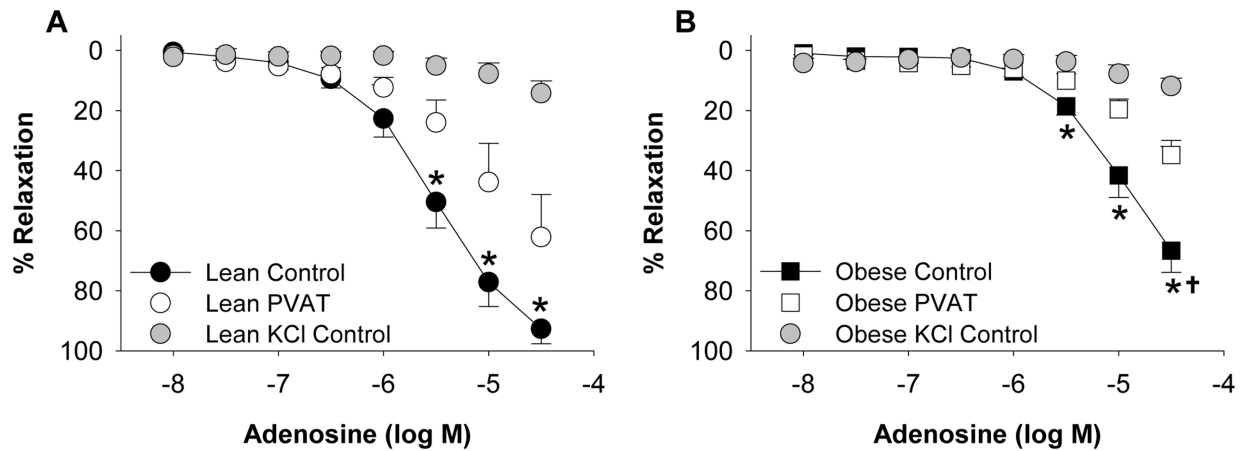 A
0
20
40
60
80
100
% Relaxation
*
*
*
Lean Control
Lean PVAT
Lean KCl Control
-8 -7 -6 -5 -4
Adenosine (log M)
B
0
20
40
60
80
100
% Relaxation
*
*
*†
Obese Control
Obese PVAT
Obese KCl Control
-8 -7 -6 -5 -4
Adenosine (log M)